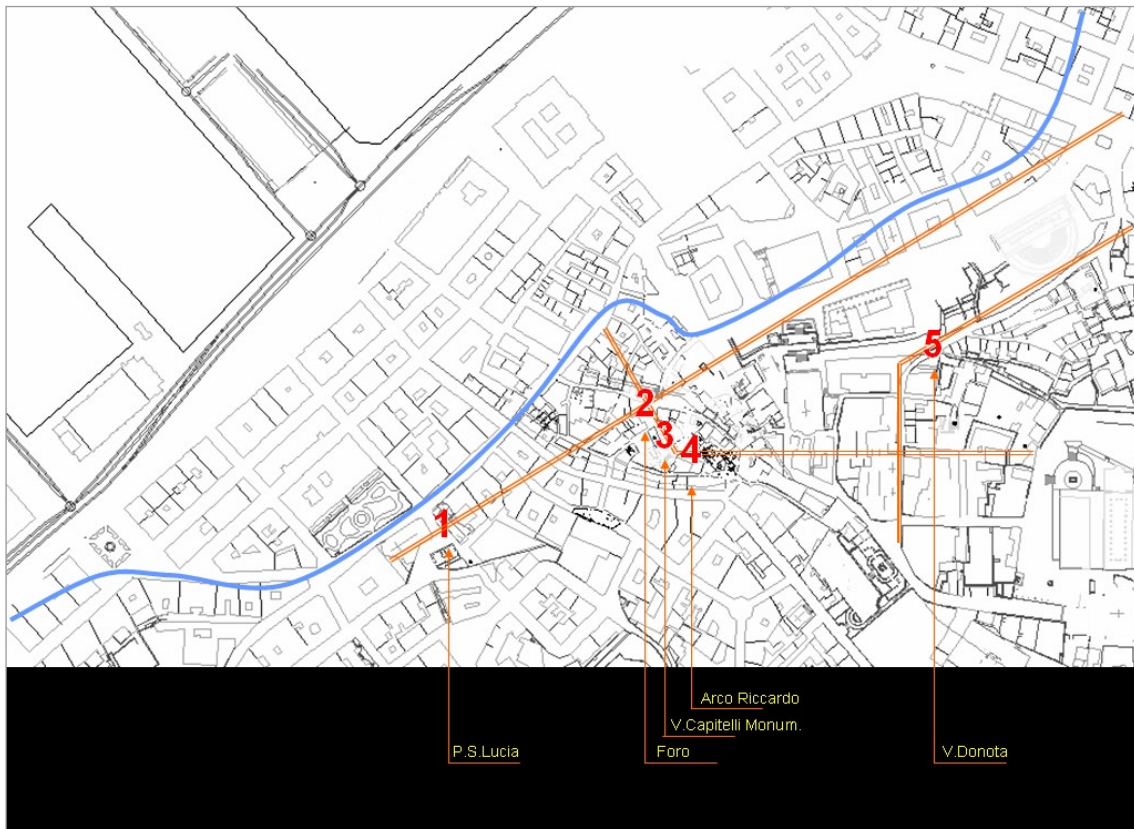 1
2
3
4
5
Arco Riccardo
V.Capitelli Monum.
P.S.Lucia
Foro
V.Donota